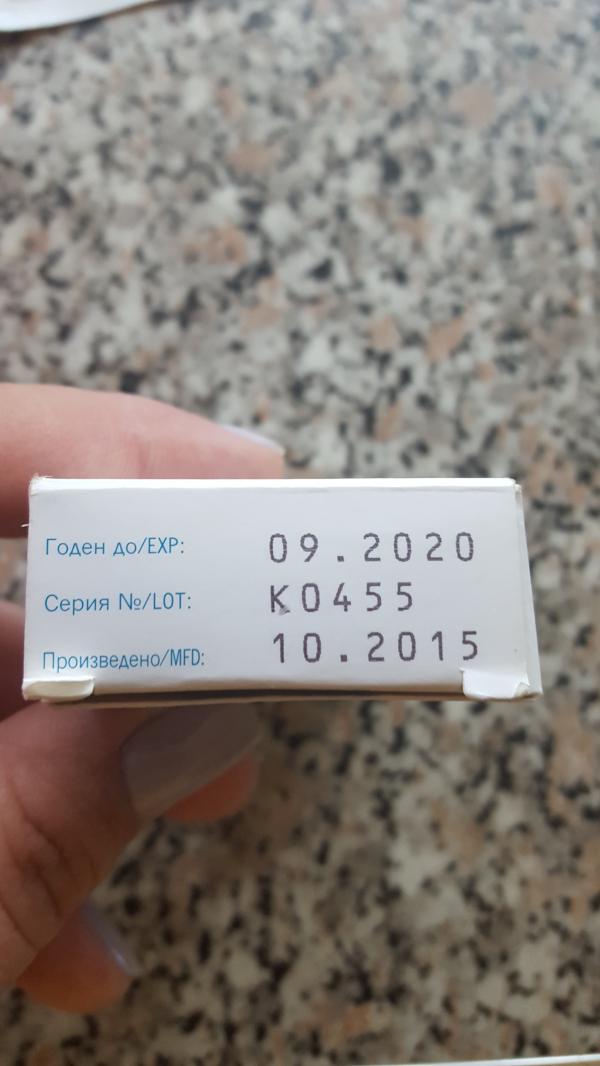 Годен до/EXP: 09.2020
Серия №/LOT: K0455
Произведено/MFD: 10.2015